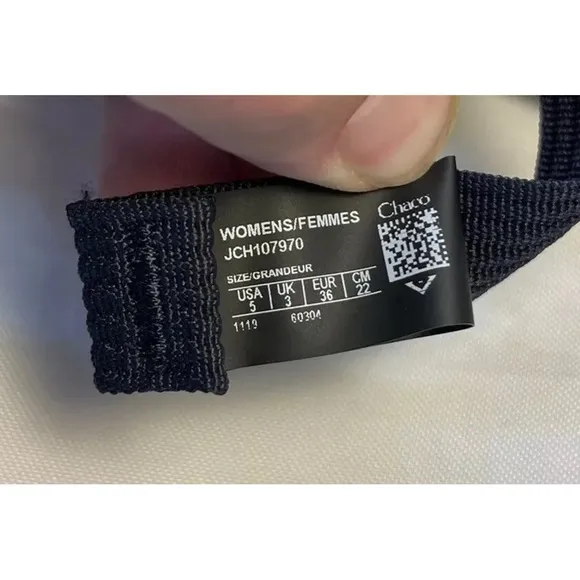 WOMENS/FEMMES
JCH107970
SIZE/GRANDEUR
USA UK EUR CM
5 3 36 22
1119 60304
Chaco